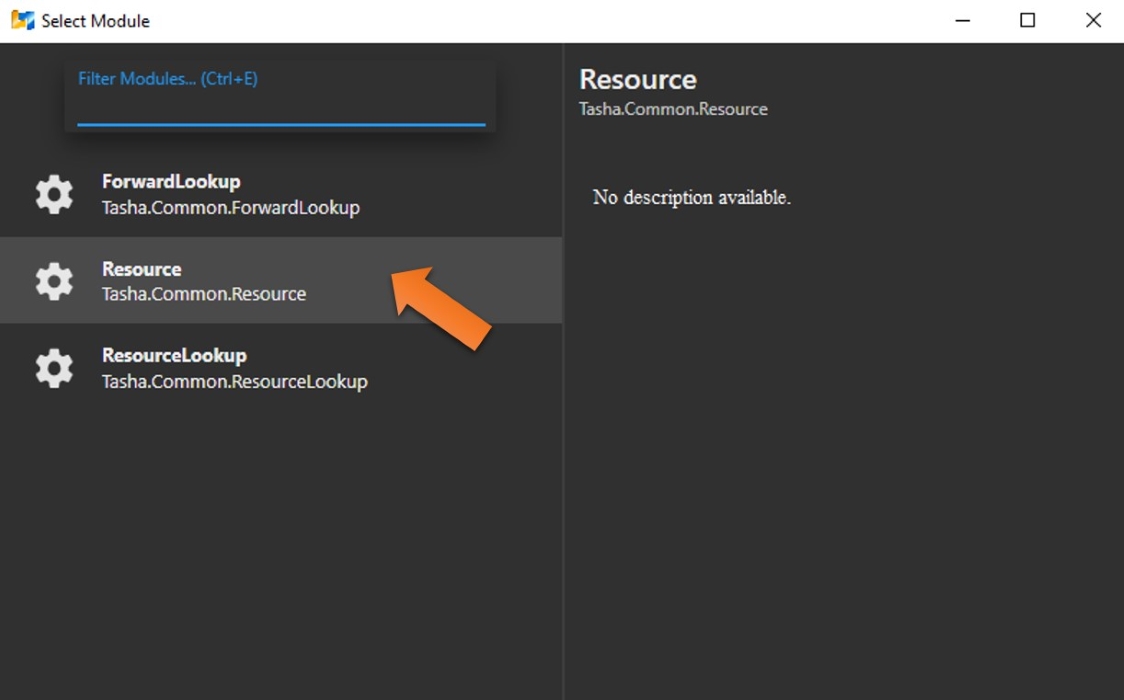 Select Module
Filter Modules... (Ctrl+E)
ForwardLookup
Tasha.Common.ForwardLookup
Resource
Tasha.Common.Resource
ResourceLookup
Tasha.Common.ResourceLookup
Resource
Tasha.Common.Resource
No description available.